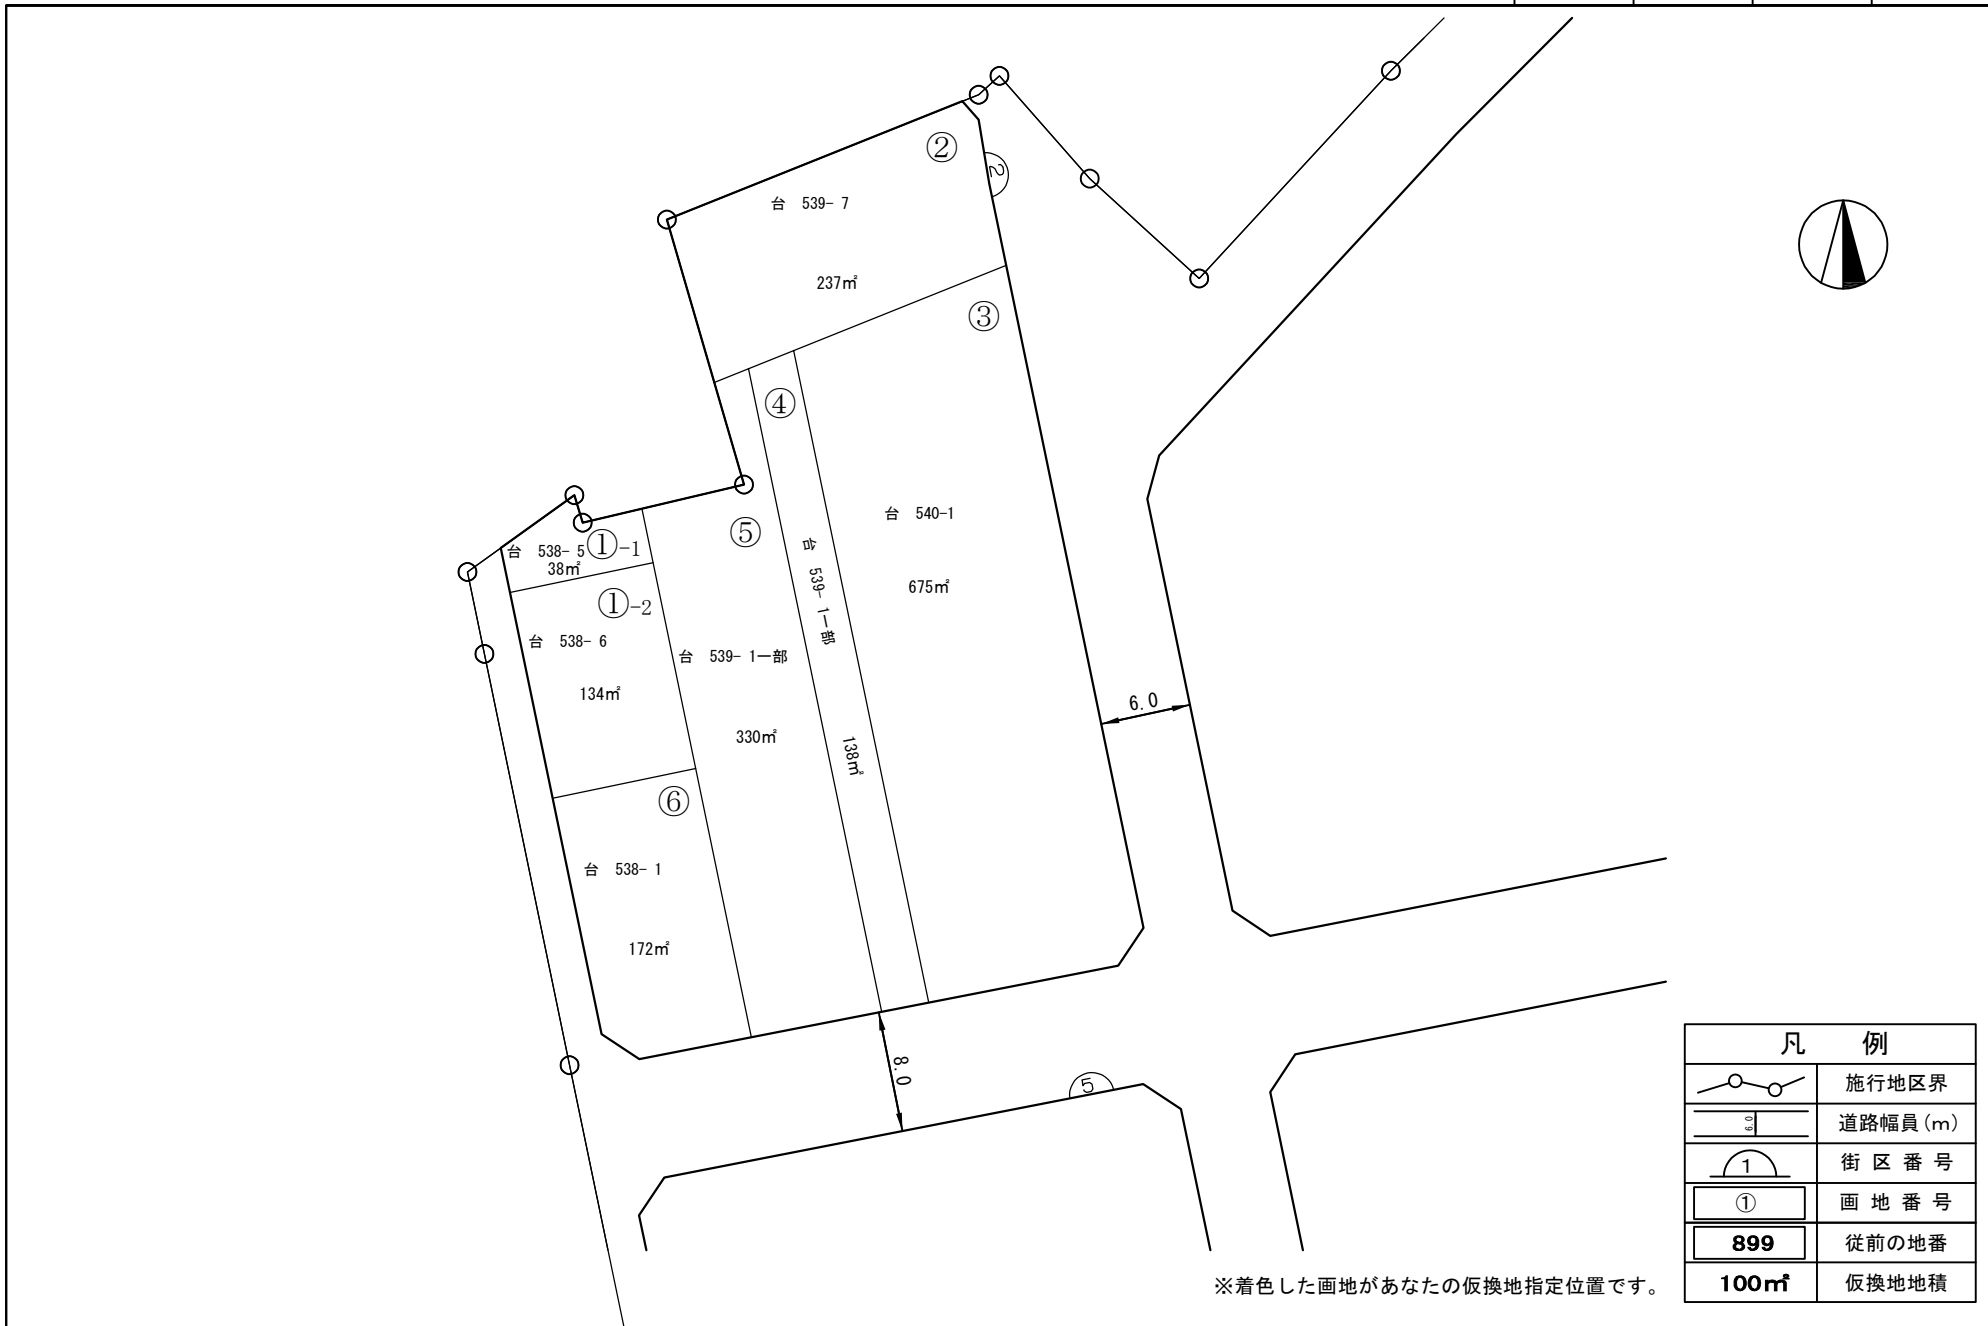 ②
2
台 539- 7
237㎡
③
④
台 540-1
675㎡
⑤
台 539- 1一部
138㎡
①-1
台 538- 5
38㎡
①-2
台 538- 6
134㎡
台 539- 1一部
330㎡
6.0
⑥
台 538- 1
172㎡
8.0
5
凡 例
施行地区界
6.0 道路幅員(m)
1 街区番号
① 画地番号
899 従前の地番
100㎡ 仮換地地積
※着色した画地があなたの仮換地指定位置です。